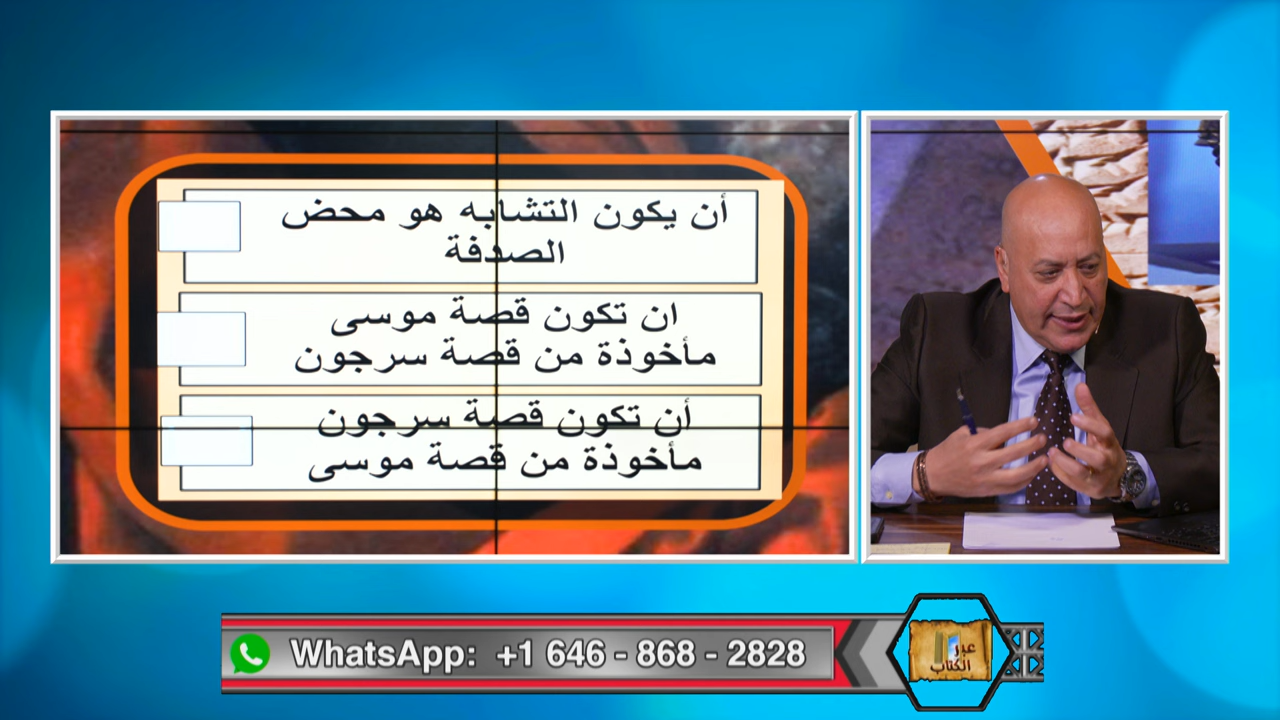 أن يكون التشابه هو محض
الصدفة
ان تكون قصة موسى
مأخوذة من قصة سرجون
أن تكون قصة سرجون
مأخوذة من قصة موسى
WhatsApp: +1 646 - 868 - 2828
عبر
الكتاب